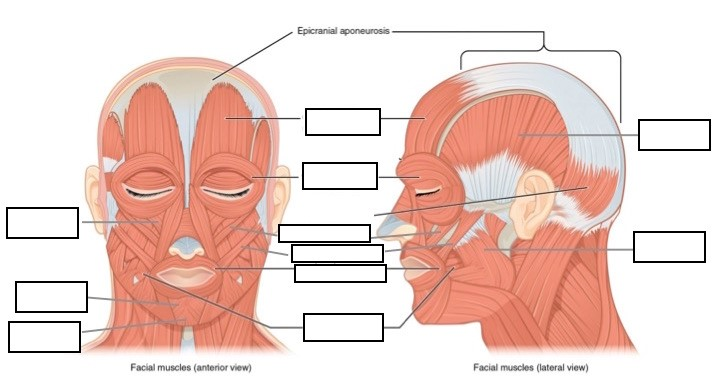 Epicranial aponeurosis
Facial muscles (anterior view)
Facial muscles (lateral view)